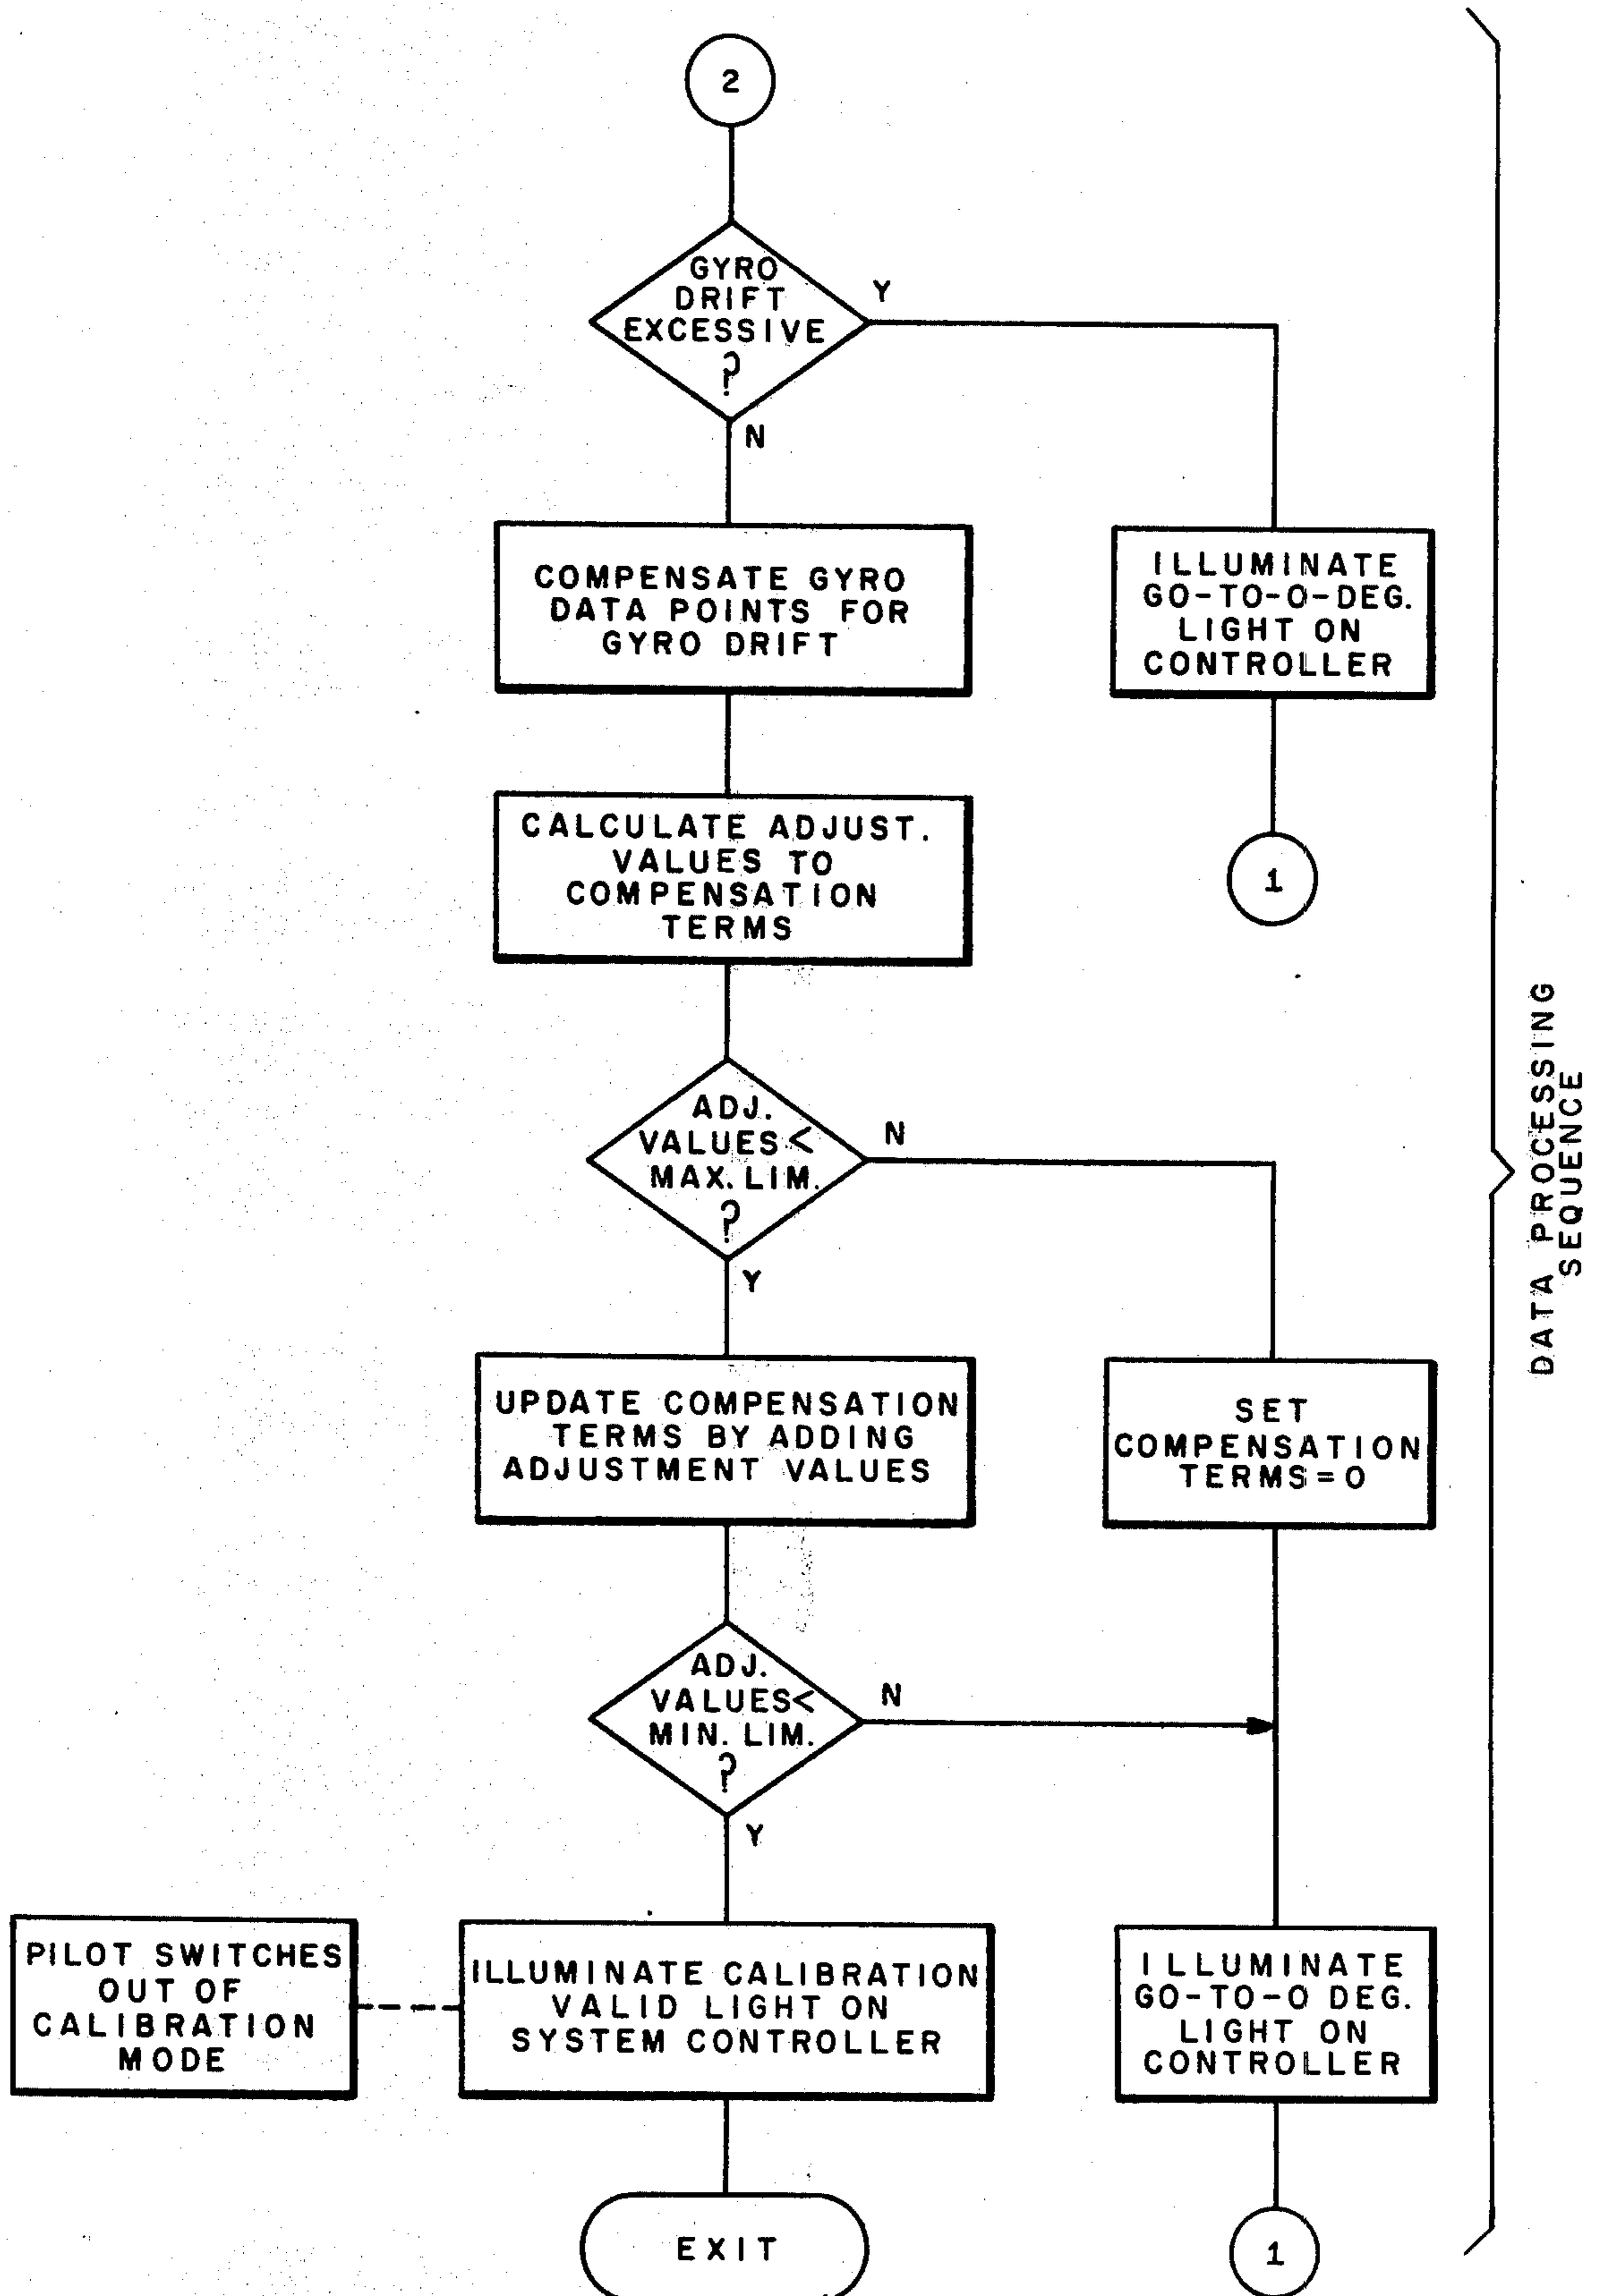 2
GYRO
DRIFT
EXCESSIVE
?
Y
N
COMPENSATE GYRO
DATA POINTS FOR
GYRO DRIFT
ILLUMINATE
GO-TO-0-DEG.
LIGHT ON
CONTROLLER
1
CALCULATE ADJUST.
VALUES TO
COMPENSATION
TERMS
ADJ.
VALUES <
MAX. LIM.
?
N
Y
UPDATE COMPENSATION
TERMS BY ADDING
ADJUSTMENT VALUES
SET
COMPENSATION
TERMS = 0
ADJ.
VALUES <
MIN. LIM.
?
N
Y
PILOT SWITCHES
OUT OF
CALIBRATION
MODE
ILLUMINATE CALIBRATION
VALID LIGHT ON
SYSTEM CONTROLLER
ILLUMINATE
GO-TO-0 DEG.
LIGHT ON
CONTROLLER
EXIT
1
DATA PROCESSING
SEQUENCE